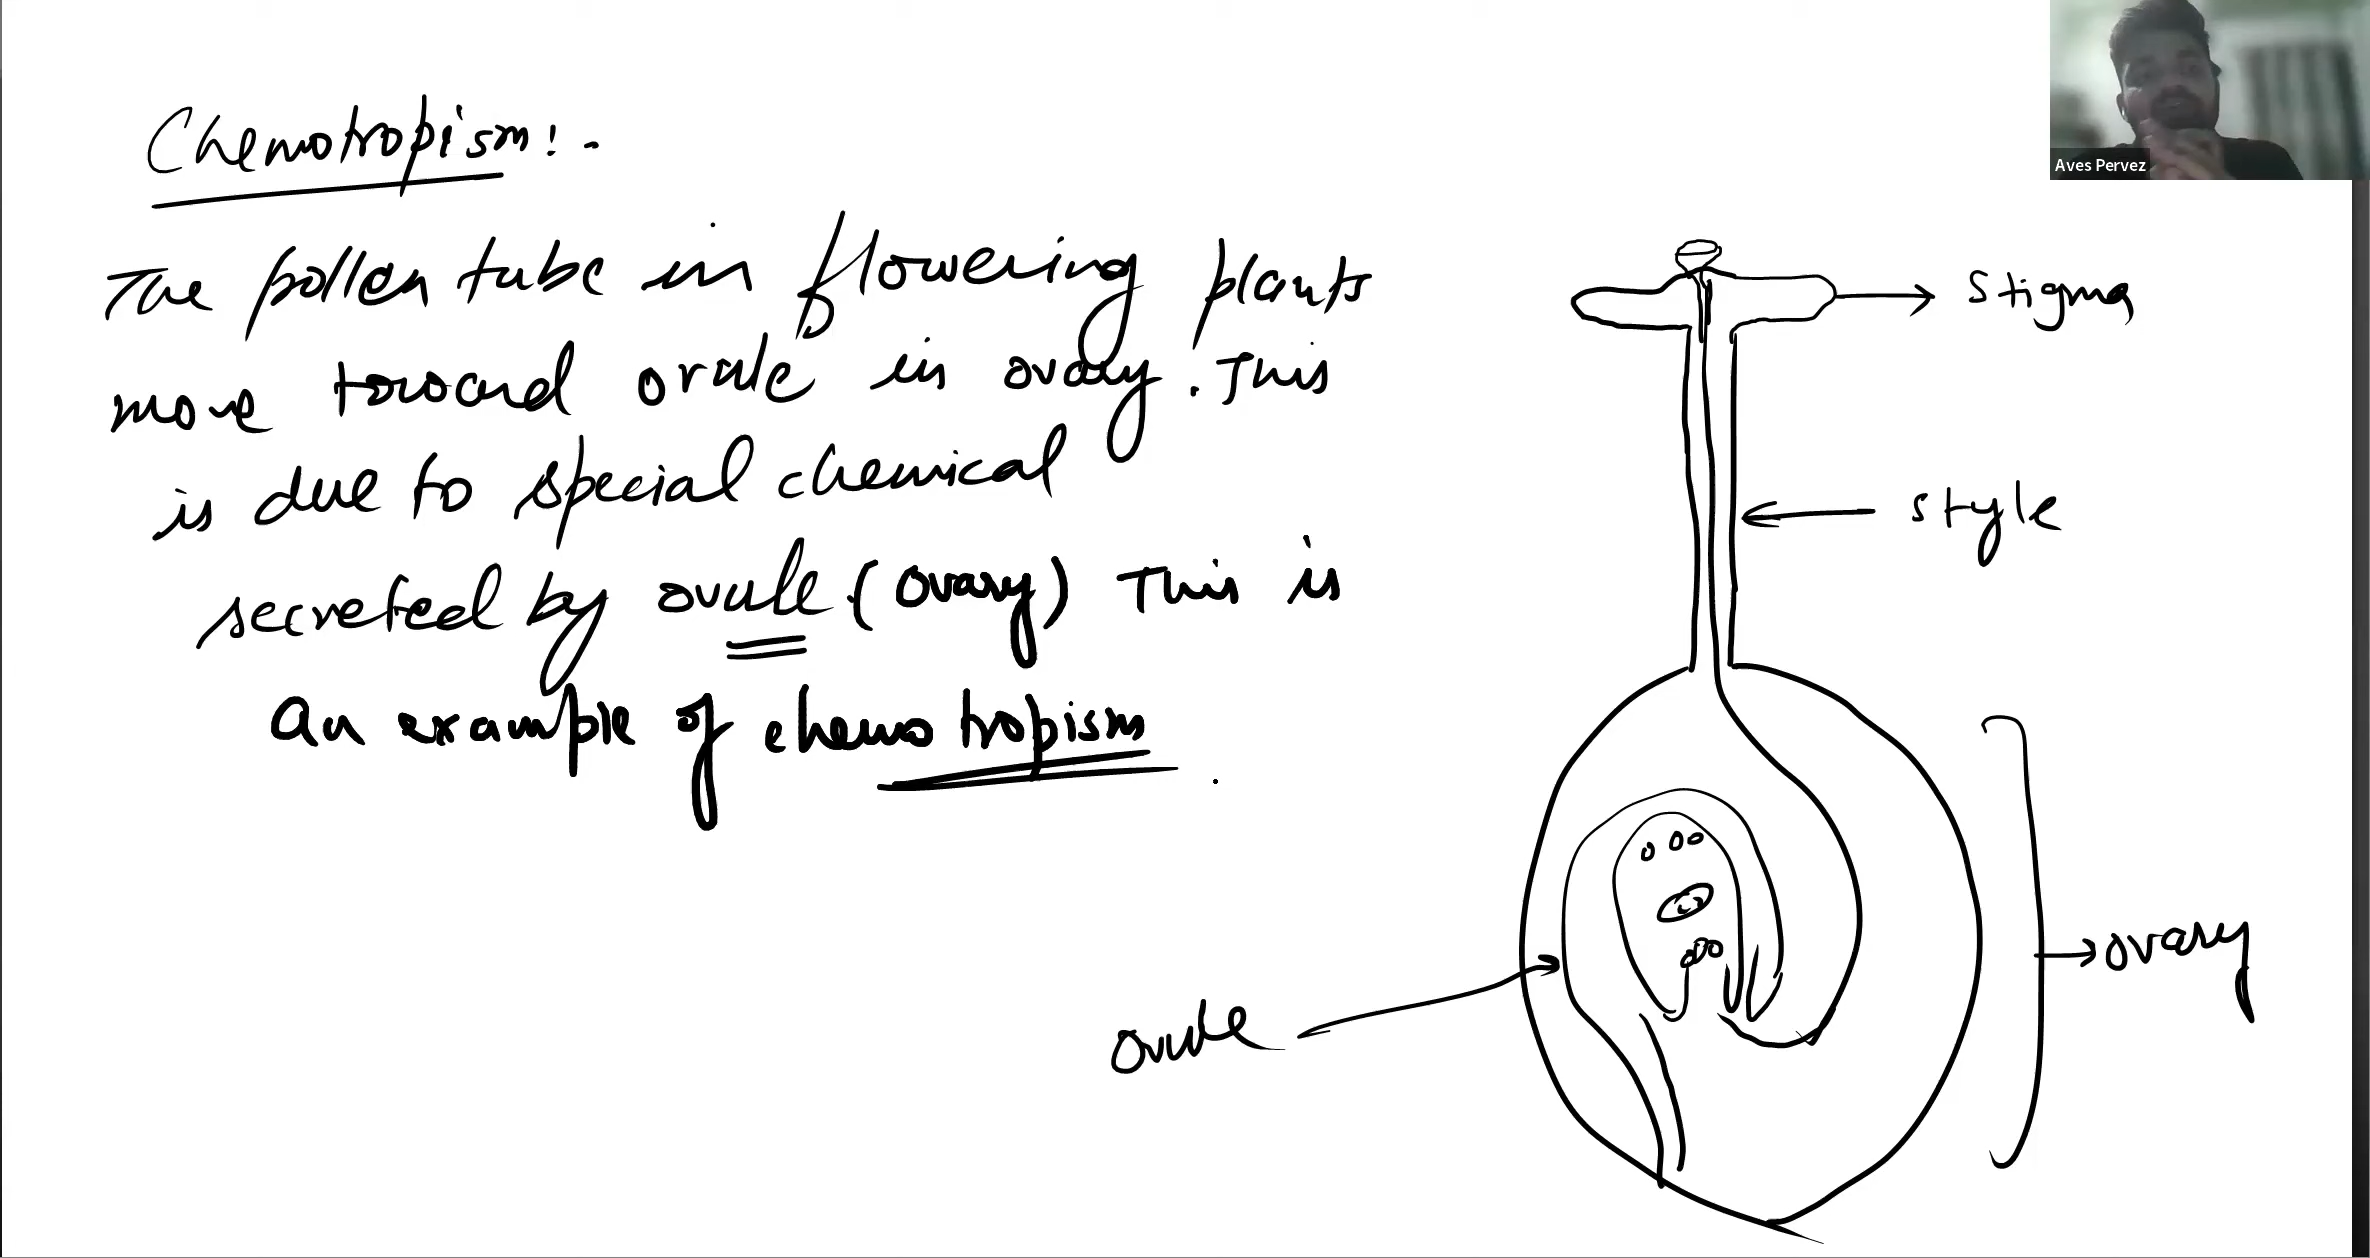 Chemotropism:-
The pollen tube in flowering plants
move toward ovule in ovary. This
is due to special chemical
secreted by ovule (ovary) This is
an example of chemotropism
Aves Pervez
Stigma
style
ovary
ovule